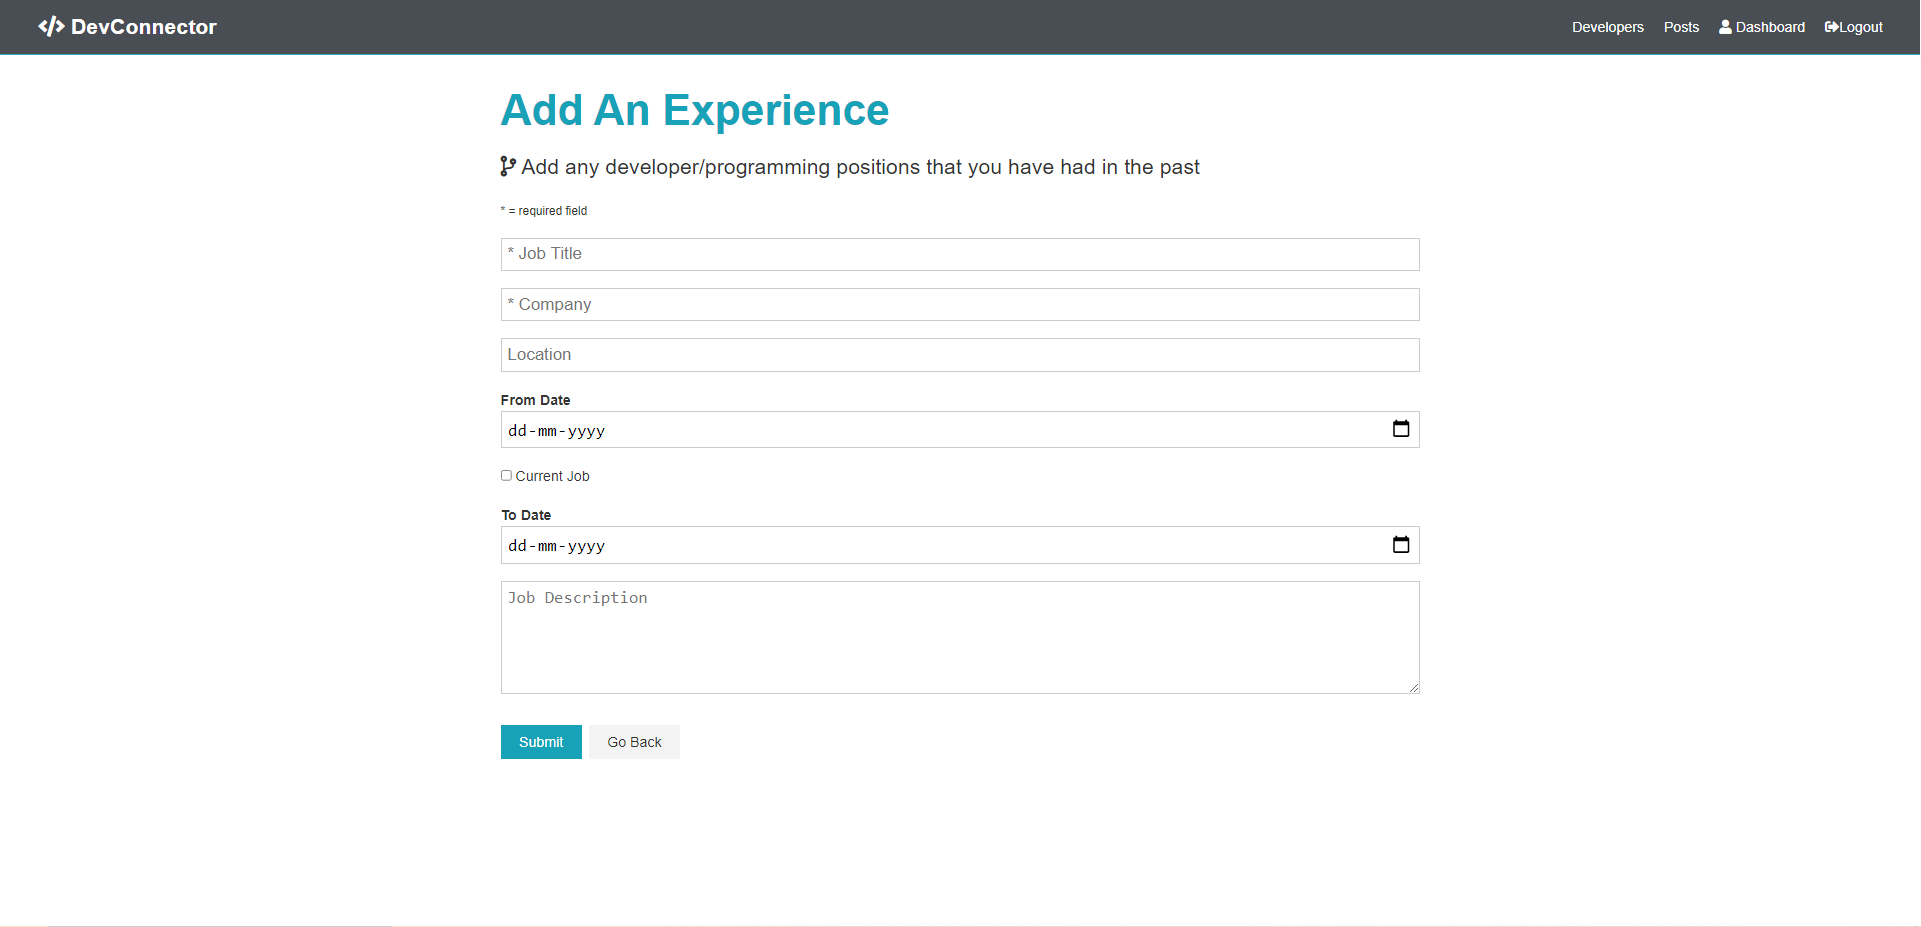 DevConnector
Developers Posts Dashboard Logout
Add An Experience
Add any developer/programming positions that you have had in the past
* = required field
* Job Title
* Company
Location
From Date
dd-mm-yyyy
Current Job
To Date
dd-mm-yyyy
Job Description
Submit Go Back